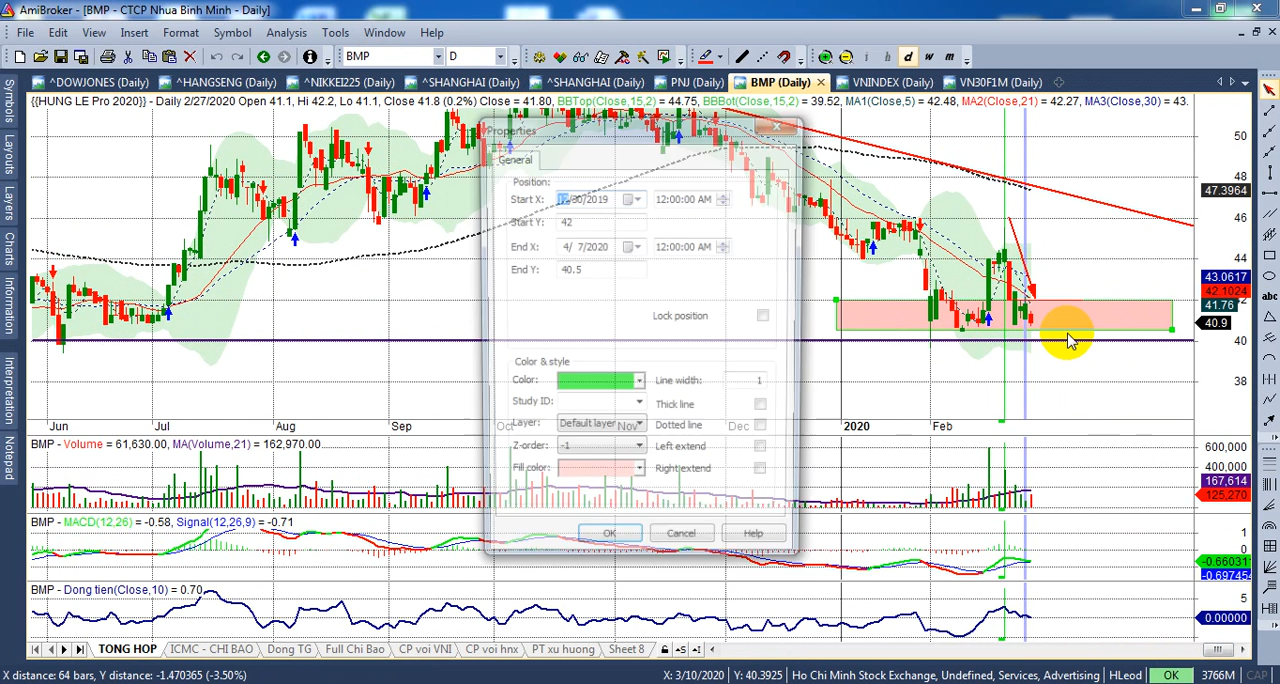 AmiBroker - [BMP - CTCP Nhua Binh Minh - Daily]
File Edit View Insert Format Symbol Analysis Tools Window Help
BMP D d w m
^DOWJONES (Daily) ^HANGSENG (Daily) ^NIKKEI225 (Daily) ^SHANGHAI (Daily) ^SHANGHAI (Daily) PNJ (Daily) BMP (Daily) VNINDEX (Daily) VN30F1M (Daily)
{{HUNG LE Pro 2020}} - Daily 2/27/2020 Open 41.1, Hi 42.2, Lo 41.1, Close 41.8 (0.2%) Close = 41.80, BBTop(Close,15,2) = 44.75, BBBot(Close,15,2) = 39.52, MA1(Close,5) = 42.48, MA2(Close,21) = 42.27, MA3(Close,30) = 43.
Symbols
Layouts
Layers
Charts
Information
Interpretation
Notepad
Properties
General
Position:
Start X: 12/30/2019 12:00:00 AM
Start Y: 42
End X: 4/ 7/2020 12:00:00 AM
End Y: 40.5
Lock position
Color & style
Color: Line width: 1
Study ID: Thick line
Layer: Default layer Dotted line
Z-order: -1 Left extend
Fill color: Right extend
OK Cancel Help
50
48
47.3964
46
44
43.0617
42.1024
41.76
40.9
40
38
abc
Jun Jul Aug Sep Oct Nov Dec 2020 Feb
BMP - Volume = 61,630.00, MA(Volume,21) = 162,970.00
600,000
400,000
167,614
125,270
BMP - MACD(12,26) = -0.58, Signal(12,26,9) = -0.71
1
0
-0.66031
-0.697454
BMP - Dong tien(Close,10) = 0.70
5
0.00000
TONG HOP ICMC - CHI BAO Dong TG Full Chi Bao CP voi VNI CP voi hnx PT xu huong Sheet 8
X distance: 64 bars, Y distance: -1.470365 (-3.50%) X: 3/10/2020 Y: 40.3925 Ho Chi Minh Stock Exchange, Undefined, Services, Advertising HLeod OK 3766M CAP